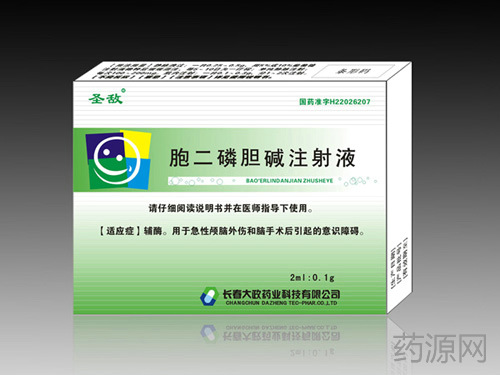 条形码
圣敌®
国药准字H22026207
胞二磷胆碱注射液
BAO'ERLINDANJIAN ZHUSHEYE
请仔细阅读说明书并在医师指导下使用。
【适应症】辅酶。用于急性颅脑外伤和脑手术后引起的意识障碍。
2ml:0.1g
长春大政药业科技有限公司
CHANGCHUN DAZHENG TEC-PHAR.CO.,LTD
药源网